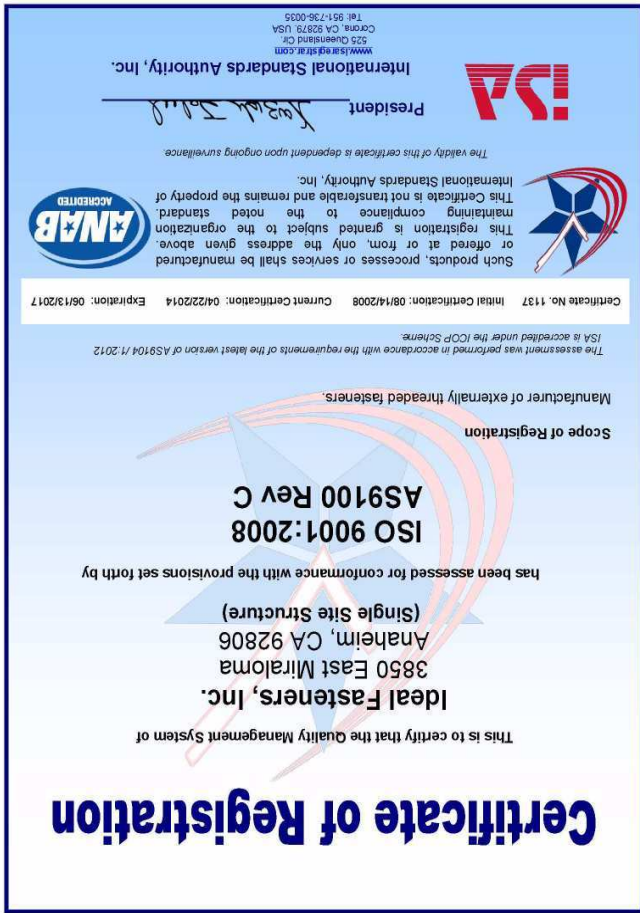 Certificate of Registration
This is to certify that the Quality Management System of
Ideal Fasteners, Inc.
3850 East Miraloma
Anaheim, CA 92806
(Single Site Structure)
has been assessed for conformance with the provisions set forth by
ISO 9001:2008
AS9100 Rev C
Scope of Registration
Manufacturer of externally threaded fasteners.
The assessment was performed in accordance with the requirements of the latest version of AS9104 /1:2012
ISA is accredited under the ICOP Scheme.
Certificate No. 1137 Initial Certification: 08/14/2008 Current Certification: 04/22/2014 Expiration: 06/13/2017
Such products, processes or services shall be manufactured
or offered at or from, only the address given above.
This registration is granted subject to the organization
maintaining compliance to the noted standard.
This Certificate is not transferable and remains the property of
International Standards Authority, Inc.
ANAB
ACCREDITED
The validity of this certificate is dependent upon ongoing surveillance.
iSA
President
International Standards Authority, Inc.
www.isaregistrar.com
525 Queensland Cir.
Corona, CA 92879. USA
Tel: 951-736-0035